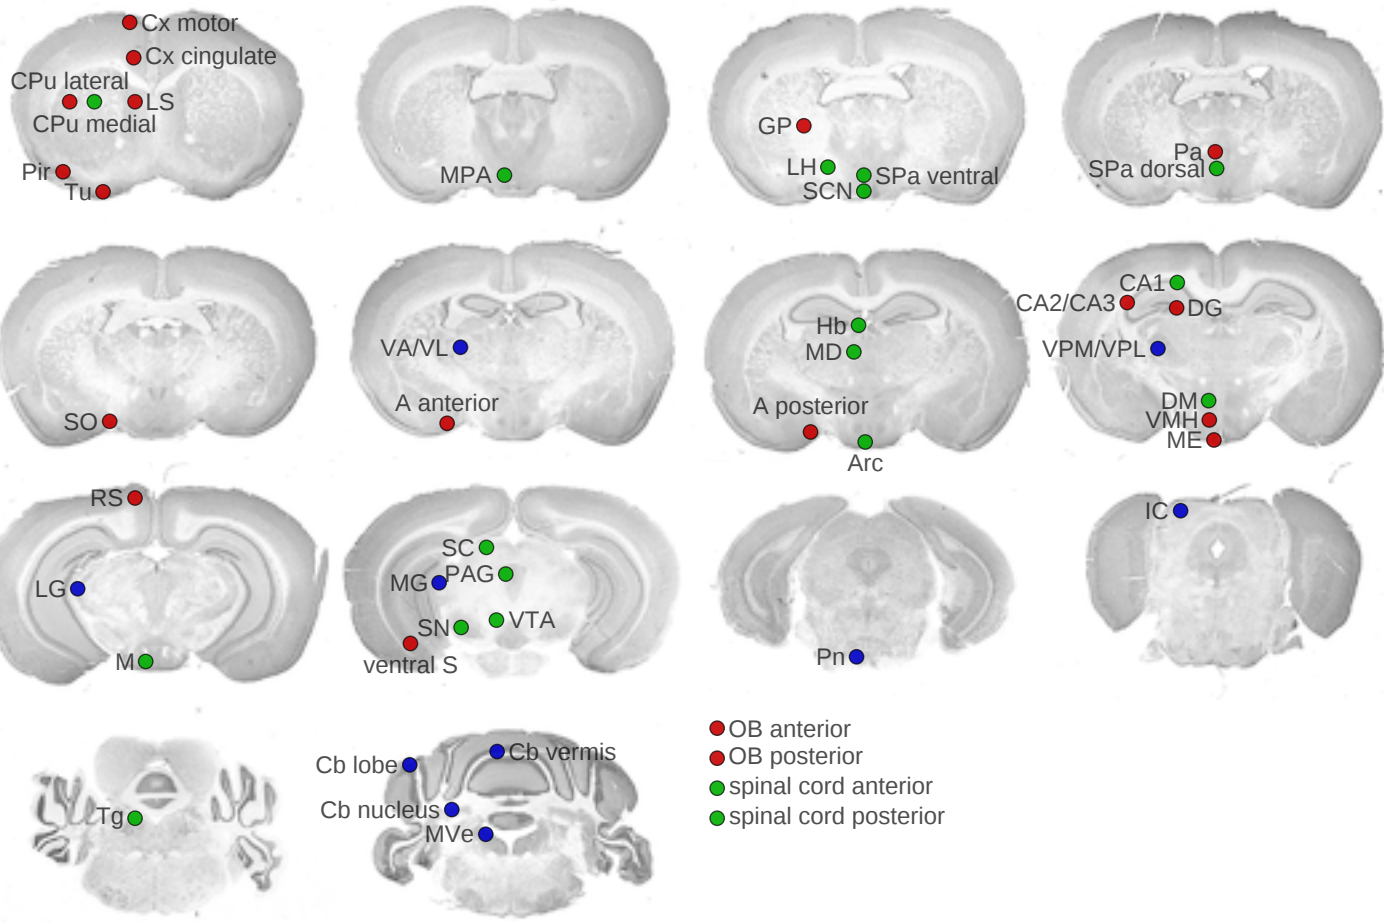 Cx motor
Cx cingulate
CPu lateral
LS
CPu medial
Pir
Tu
MPA
GP
LH
SPa ventral
SCN
Pa
SPa dorsal
SO
VA/VL
A anterior
Hb
MD
A posterior
Arc
CA1
CA2/CA3
DG
VPM/VPL
DM
VMH
ME
RS
LG
M
SC
MG
PAG
SN
VTA
ventral S
Pn
IC
Tg
Cb lobe
Cb vermis
Cb nucleus
MVe
OB anterior
OB posterior
spinal cord anterior
spinal cord posterior